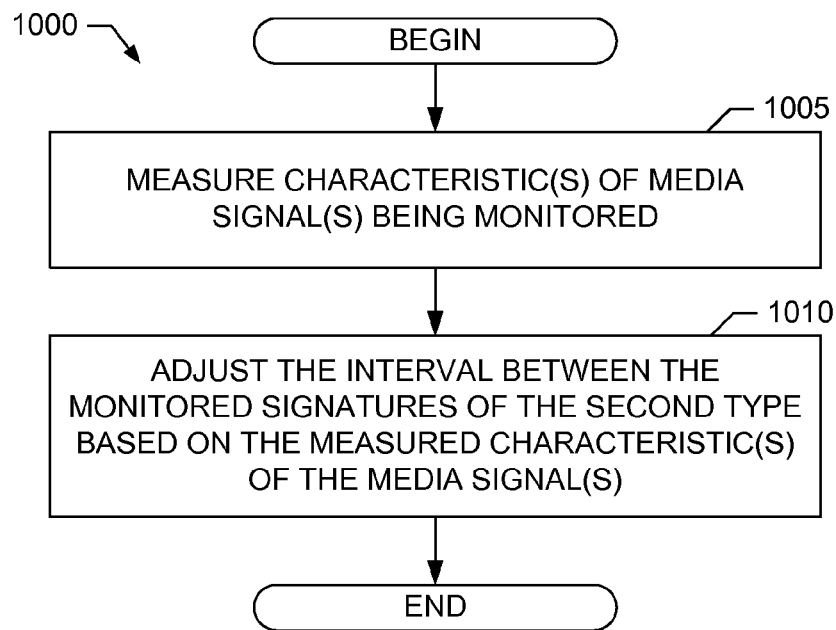 1000
BEGIN
1005
MEASURE CHARACTERISTIC(S) OF MEDIA
SIGNAL(S) BEING MONITORED
1010
ADJUST THE INTERVAL BETWEEN THE
MONITORED SIGNATURES OF THE SECOND TYPE
BASED ON THE MEASURED CHARACTERISTIC(S)
OF THE MEDIA SIGNAL(S)
END